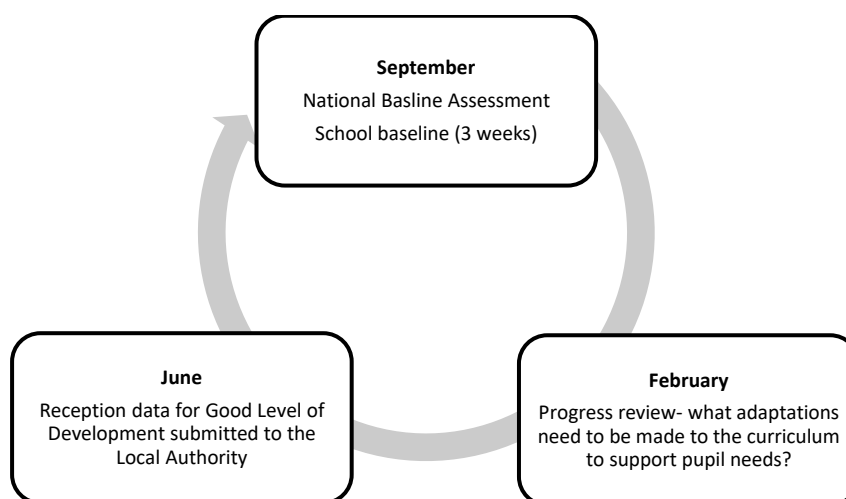 September
National Basline Assessment
School baseline (3 weeks)
June
Reception data for Good Level of
Development submitted to the
Local Authority
February
Progress review- what adaptations
need to be made to the curriculum
to support pupil needs?